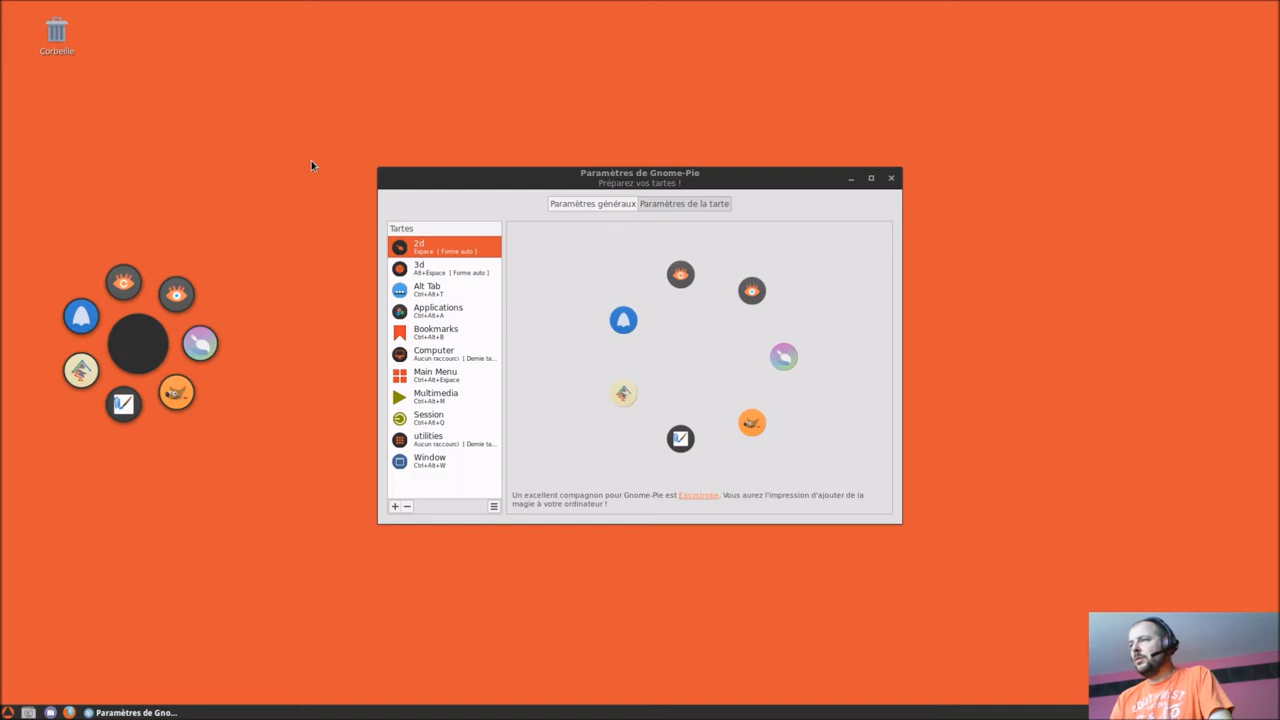 Corbeille
Paramètres de Gnome-Pie
Préparez vos tartes !
Paramètres généraux
Paramètres de la tarte
Tartes
2d
Espace [ Forme auto ]
3d
Alt+Espace [ Forme auto ]
Alt Tab
Ctrl+Alt+T
Applications
Ctrl+Alt+A
Bookmarks
Ctrl+Alt+B
Computer
Aucun raccourci [ Demie ta...
Main Menu
Ctrl+Alt+Espace
Multimedia
Ctrl+Alt+M
Session
Ctrl+Alt+Q
utilities
Aucun raccourci [ Demie ta...
Window
Ctrl+Alt+W
Un excellent compagnon pour Gnome-Pie est Easystroke. Vous aurez l'impression d'ajouter de la
magie à votre ordinateur !
Paramètres de Gno...